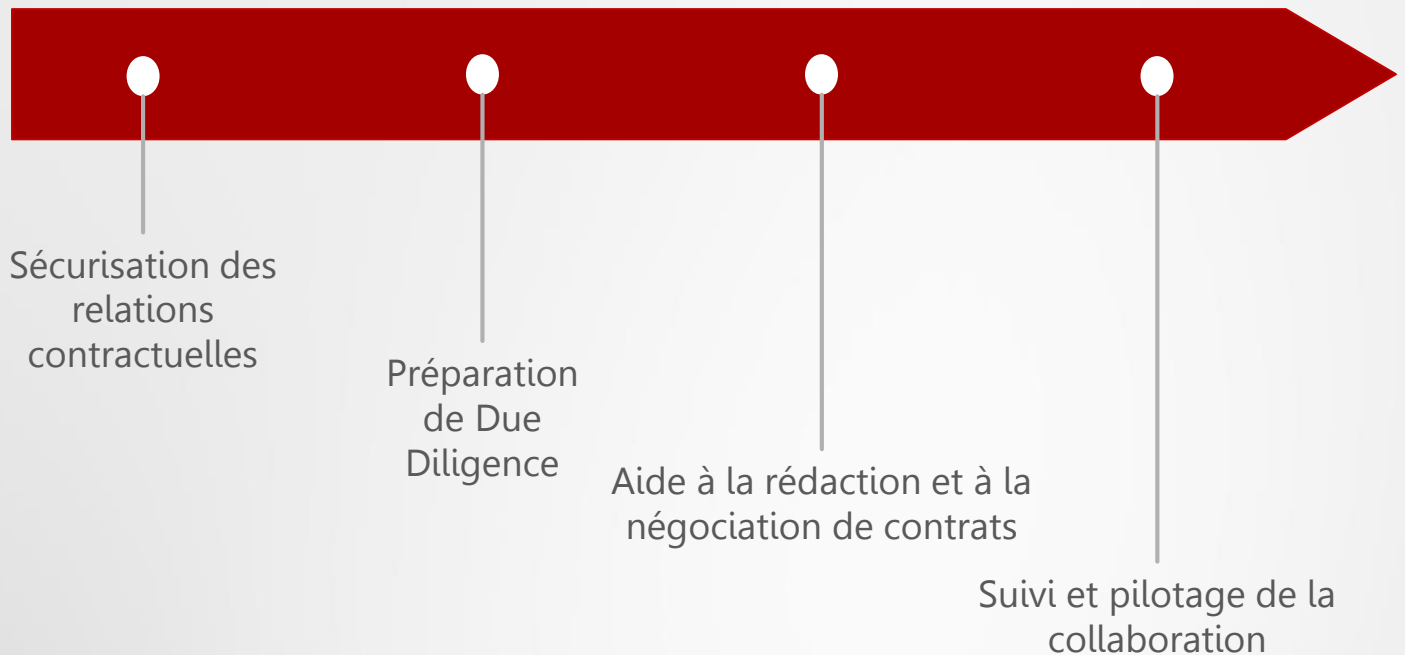 Sécurisation des
relations
contractuelles
Préparation
de Due
Diligence
Aide à la rédaction et à la
négociation de contrats
Suivi et pilotage de la
collaboration